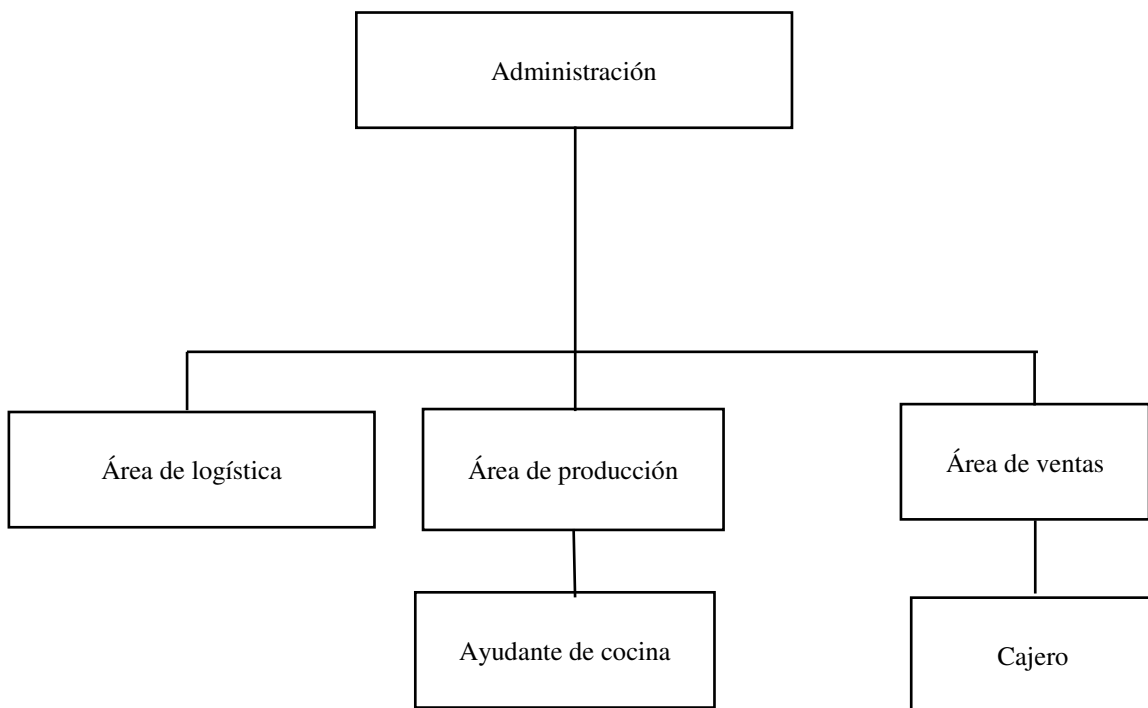 Administración
Área de logística
Área de producción
Área de ventas
Ayudante de cocina
Cajero